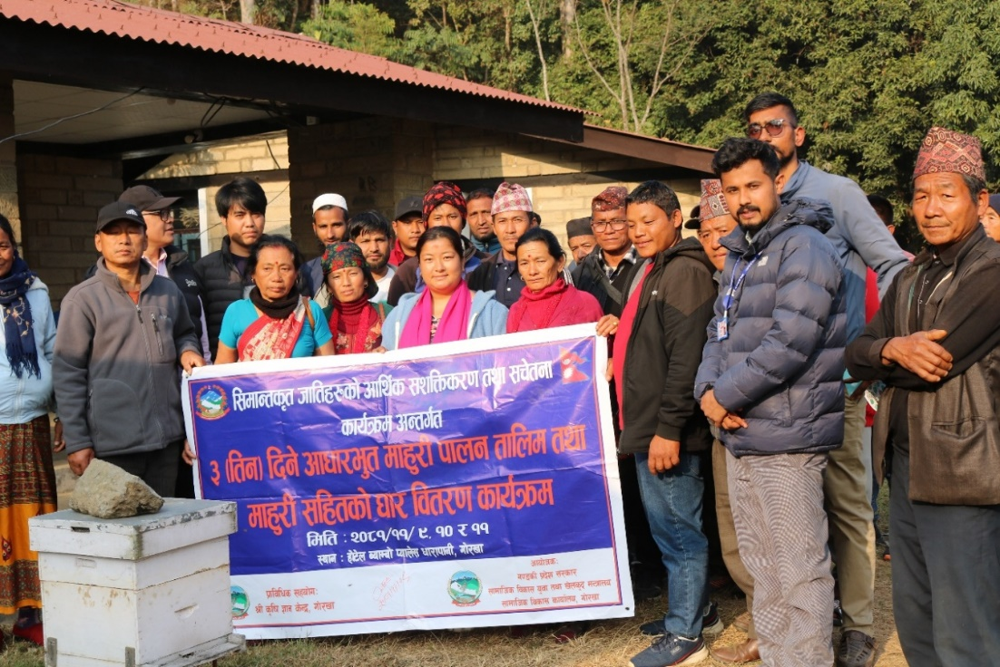 सिमान्तकृत जातिहरुको आर्थिक सशक्तिकरण तथा सचेतना
कार्यक्रम अन्तर्गत
३ (तिन) दिने आधारभुत माहुरी पालन तालिम तथा
माहुरी सहितको घार वितरण कार्यक्रम
मिति : २०८१/११/ ९, १० र ११
स्थान : होटेल ब्याम्बो प्यालेस धारापानी, गोरखा
प्राविधिक सहयोग:
श्री कृषि ज्ञान केन्द्र, गोरखा
आयोजक:
गण्डकी प्रदेश सरकार
सामाजिक विकास युवा तथा खेलकुद मन्त्रालय
सामाजिक विकास कार्यालय, गोरखा